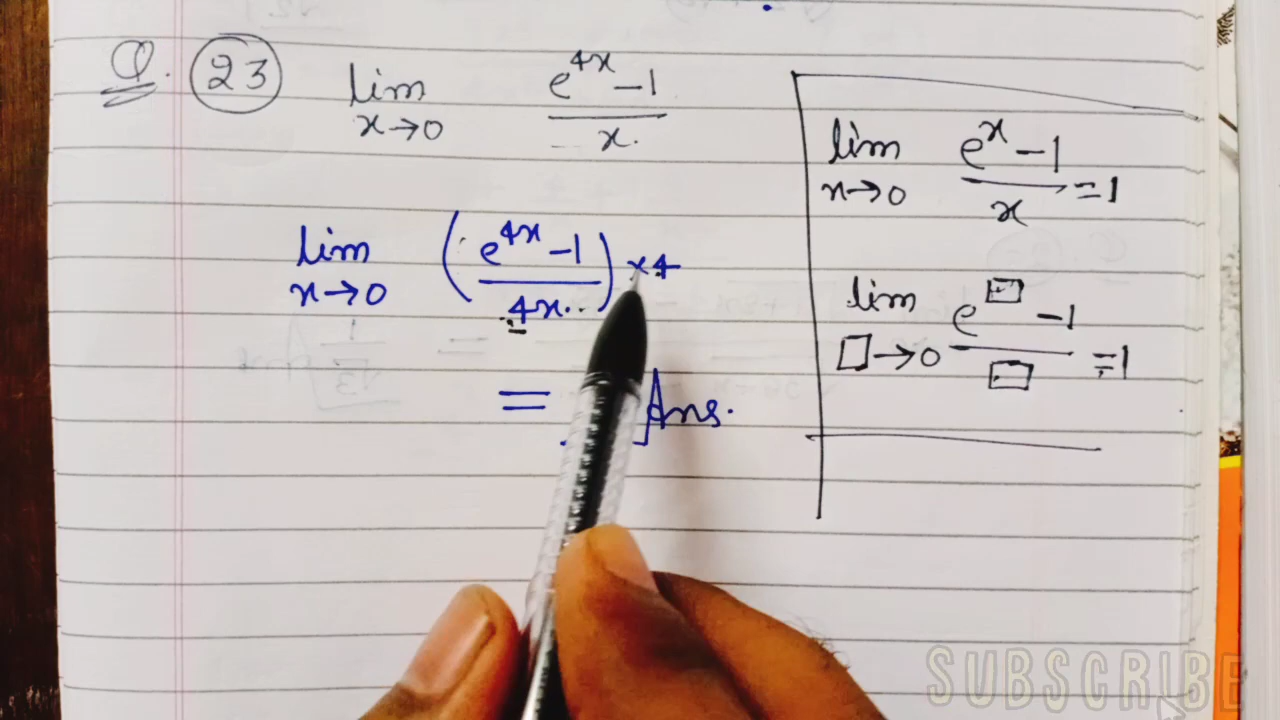 Q. 23 lim x→0 e^4x - 1 / x.
lim x→0 (e^4x - 1 / 4x) × 4
= Ans.
lim x→0 e^x - 1 / x = 1
lim □→0 e^□ - 1 / □ = 1
SUBSCRIBE